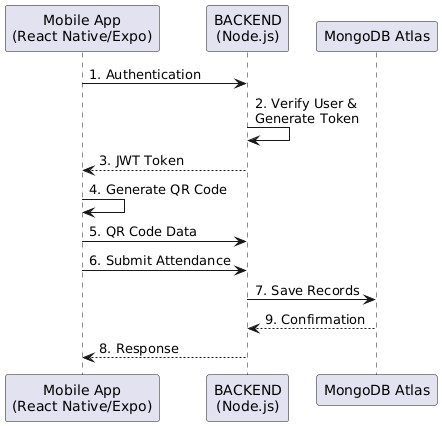 Mobile App
(React Native/Expo)
BACKEND
(Node.js)
MongoDB Atlas
1. Authentication
2. Verify User &
Generate Token
3. JWT Token
4. Generate QR Code
5. QR Code Data
6. Submit Attendance
7. Save Records
9. Confirmation
8. Response
Mobile App
(React Native/Expo)
BACKEND
(Node.js)
MongoDB Atlas